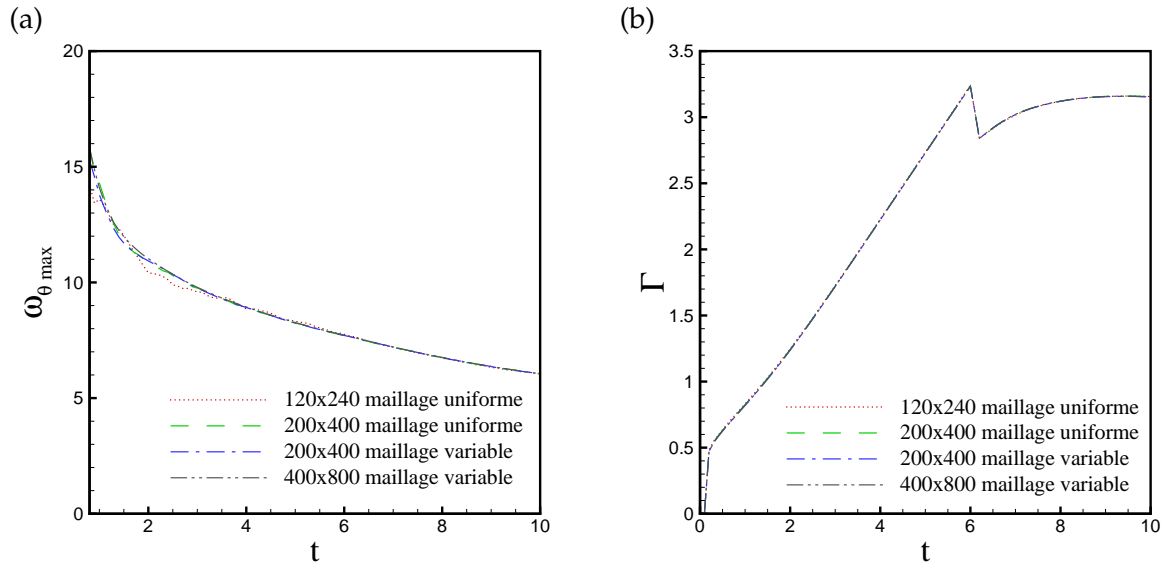 (a)
20
15
10
5
0
2
4
6
8
10
ω_θ max
t
120x240 maillage uniforme
200x400 maillage uniforme
200x400 maillage variable
400x800 maillage variable
(b)
3.5
3
2.5
2
1.5
1
0.5
0
0
2
4
6
8
10
Γ
t
120x240 maillage uniforme
200x400 maillage uniforme
200x400 maillage variable
400x800 maillage variable